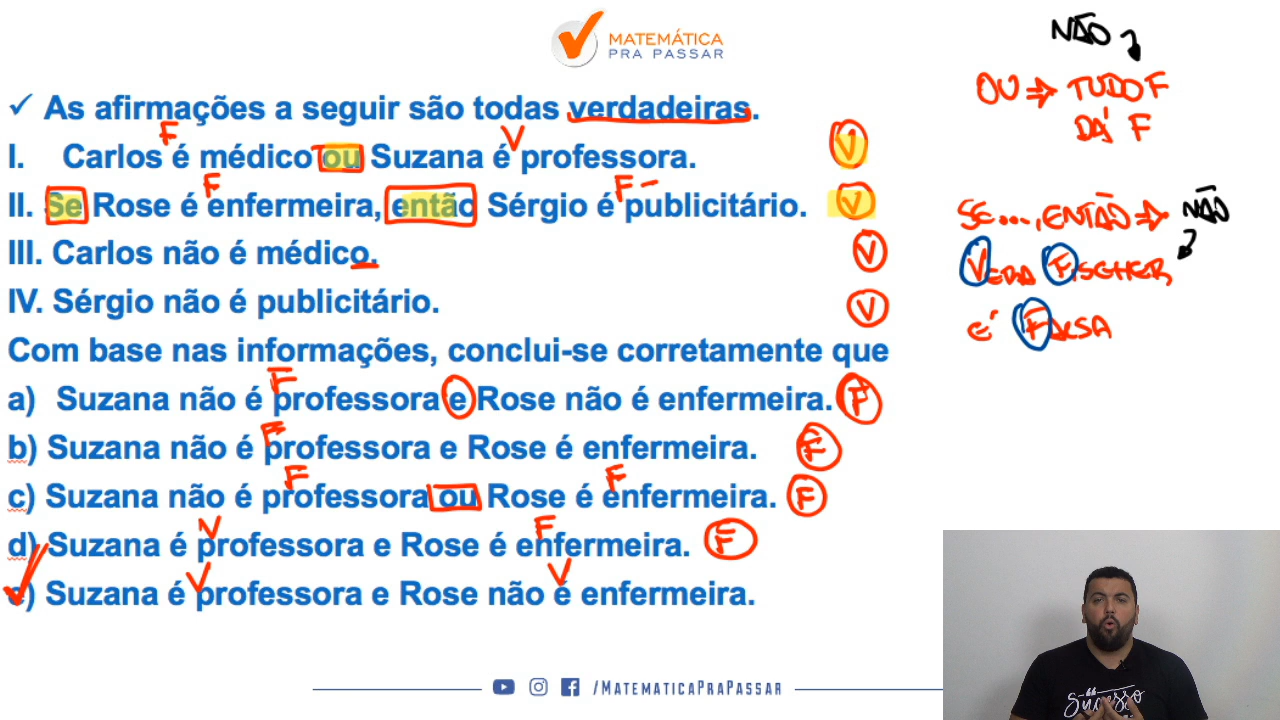 MATEMÁTICA
PRA PASSAR
NÃO
OU ⇒ TUDO F
DÁ F
✓ As afirmações a seguir são todas verdadeiras.
F V
I. Carlos é médico ou Suzana é professora. V
F F
II. Se Rose é enfermeira, então Sérgio é publicitário. V
III. Carlos não é médico. V
IV. Sérgio não é publicitário. V
SE..., ENTÃO ⇒ NÃO
VERA FISCHER
É FALSA
Com base nas informações, conclui-se corretamente que
F
a) Suzana não é professora e Rose não é enfermeira. F
F
b) Suzana não é professora e Rose é enfermeira. F
F F
c) Suzana não é professora ou Rose é enfermeira. F
V F
d) Suzana é professora e Rose é enfermeira. F
V V
e) Suzana é professora e Rose não é enfermeira.
/MatematicaPraPassar
"Sucesso